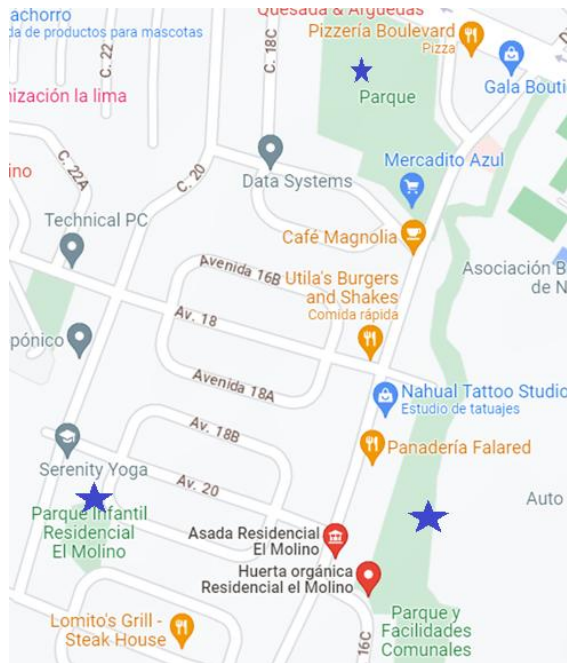 achorro
da de productos para mascotas
C. 22
C. 18C
Quesada & Arguedas
Pizzería Boulevard
Pizza
Gala Bouti
nización la lima
Parque
ino
C. 22A
C. 20
Data Systems
Mercadito Azul
Technical PC
Café Magnolia
Avenida 16B
Utila's Burgers
and Shakes
Comida rápida
Asociación B
de N
Av. 18
pónico
Avenida 18A
Nahual Tattoo Studio
Estudio de tatuajes
Av. 18B
Panadería Falared
Serenity Yoga
Av. 20
Auto
Parque Infantil
Residencial
El Molino
Asada Residencial
El Molino
Huerta orgánica
Residencial el Molino
Lomito's Grill -
Steak House
16C
Parque y
Facilidades
Comunales